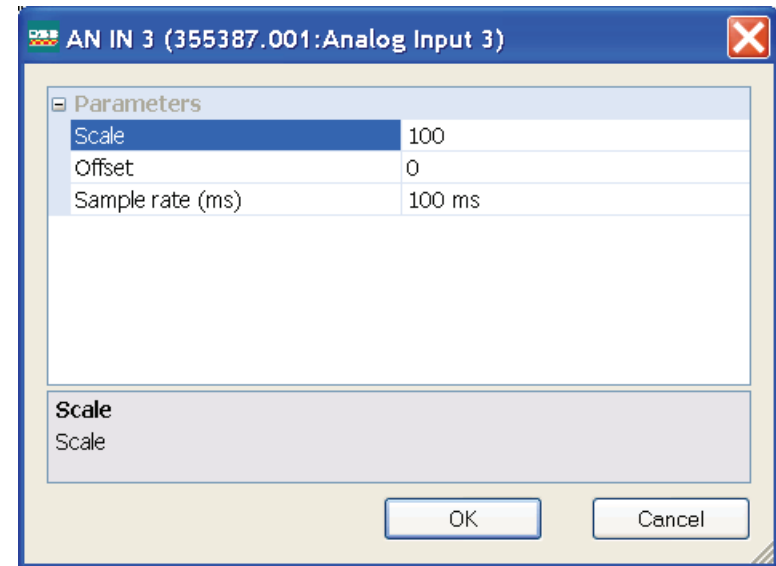 AN IN 3 (355387.001:Analog Input 3)
Parameters
Scale 100
Offset 0
Sample rate (ms) 100 ms
Scale
Scale
OK Cancel